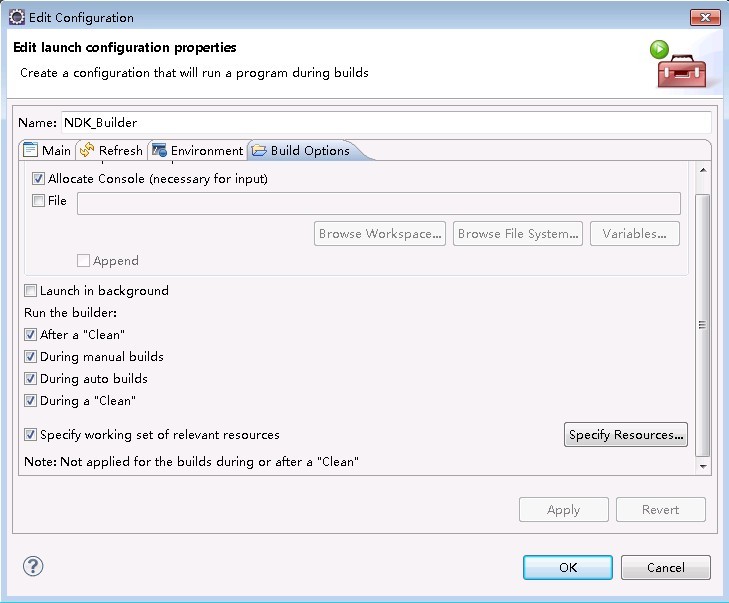 Edit Configuration
Edit launch configuration properties
Create a configuration that will run a program during builds
Name: NDK_Builder
Main Refresh Environment Build Options
Allocate Console (necessary for input)
File
Browse Workspace... Browse File System... Variables...
Append
Launch in background
Run the builder:
After a "Clean"
During manual builds
During auto builds
During a "Clean"
Specify working set of relevant resources Specify Resources...
Note: Not applied for the builds during or after a "Clean"
Apply Revert
OK Cancel